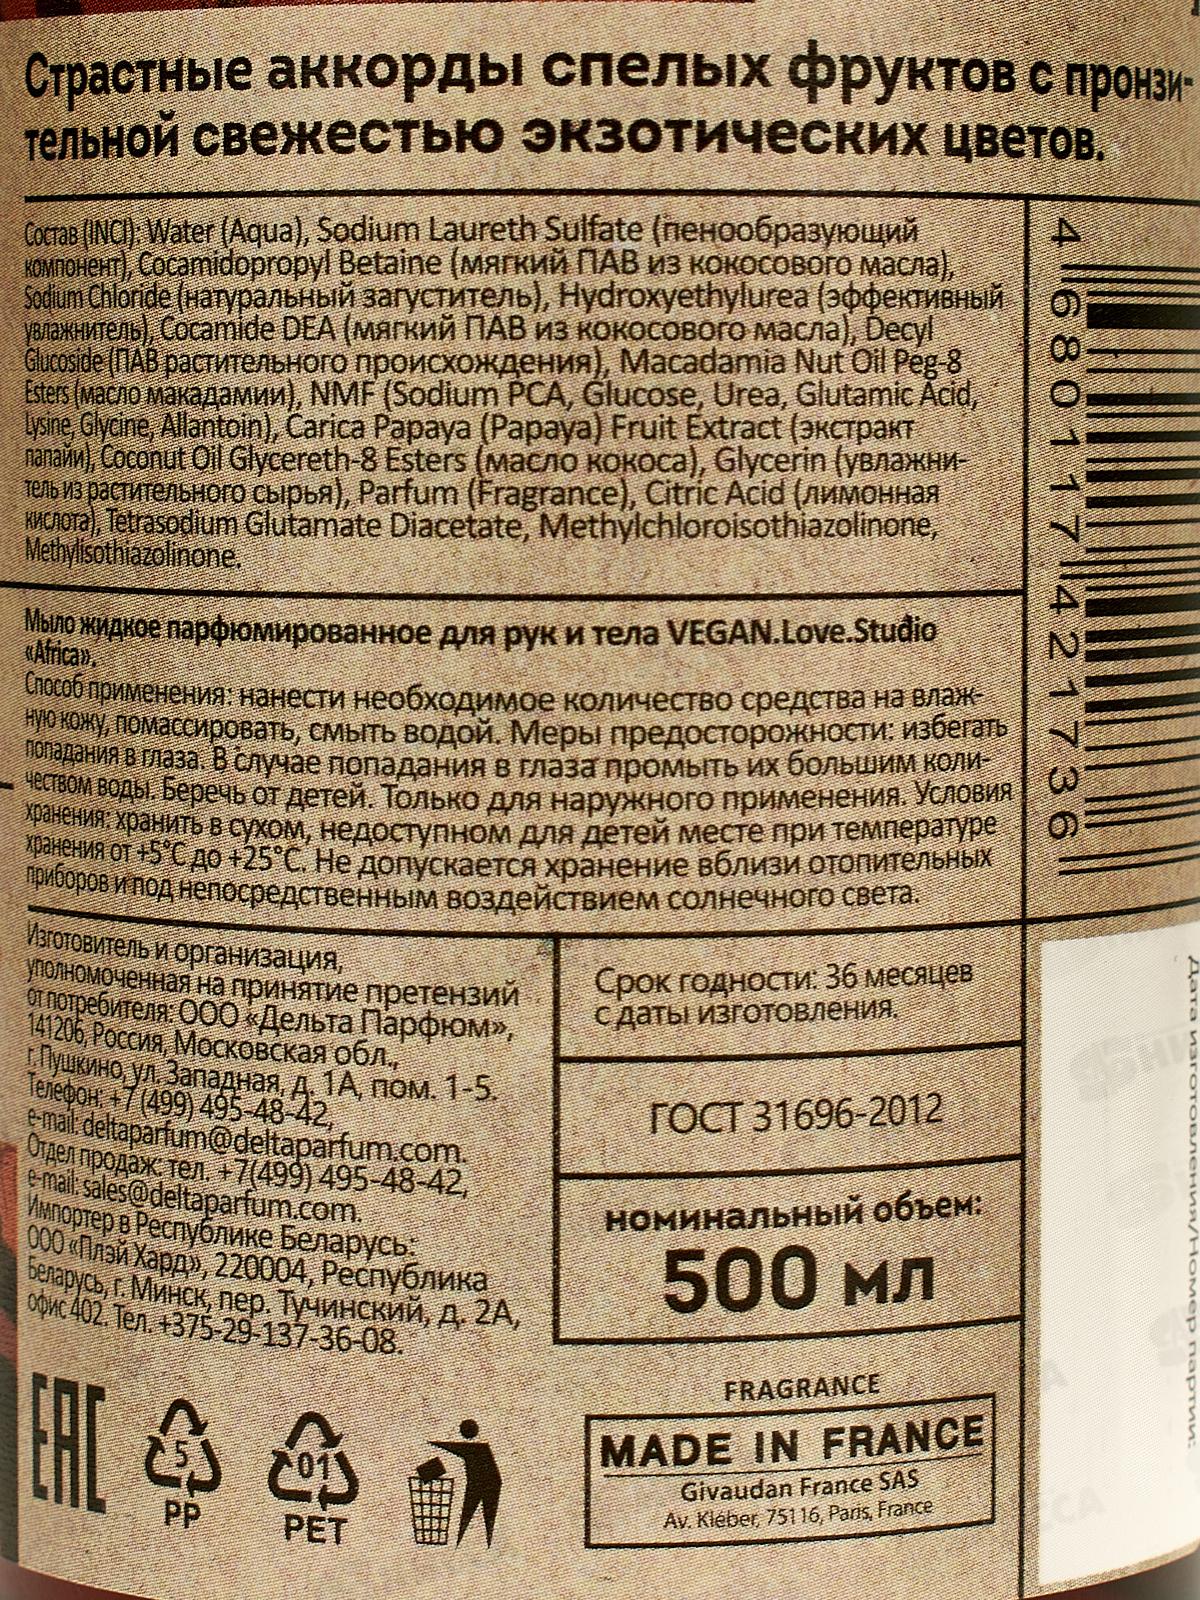 Страстные аккорды спелых фруктов с пронзи-
тельной свежестью экзотических цветов.
Состав (INCI): Water (Aqua), Sodium Laureth Sulfate (пенообразующий
компонент), Cocamidopropyl Betaine (мягкий ПАВ из кокосового масла),
Sodium Chloride (натуральный загуститель), Hydroxyethylurea (эффективный
увлажнитель), Cocamide DEA (мягкий ПАВ из кокосового масла), Decyl
Glucoside (ПАВ растительного происхождения), Macadamia Nut Oil Peg-8
Esters (масло макадамии), NMF (Sodium PCA, Glucose, Urea, Glutamic Acid,
Lysine, Glycine, Allantoin), Carica Papaya (Papaya) Fruit Extract (экстракт
папайи), Coconut Oil Glycereth-8 Esters (масло кокоса), Glycerin (увлажни-
тель из растительного сырья), Parfum (Fragrance), Citric Acid (лимонная
кислота), Tetrasodium Glutamate Diacetate, Methylchloroisothiazolinone,
Methylisothiazolinone.
4 680117 421736
Мыло жидкое парфюмированное для рук и тела VEGAN.Love.Studio
«Africa».
Способ применения: нанести необходимое количество средства на влаж-
ную кожу, помассировать, смыть водой. Меры предосторожности: избегать
попадания в глаза. В случае попадания в глаза промыть их большим коли-
чеством воды. Беречь от детей. Только для наружного применения. Условия
хранения: хранить в сухом, недоступном для детей месте при температуре
хранения от +5°C до +25°C. Не допускается хранение вблизи отопительных
приборов и под непосредственным воздействием солнечного света.
Изготовитель и организация,
уполномоченная на принятие претензий
от потребителя: ООО «Дельта Парфюм»,
141206, Россия, Московская обл.,
г. Пушкино, ул. Западная, д. 1А, пом. 1-5.
Телефон: +7 (499) 495-48-42,
e-mail: deltaparfum@deltaparfum.com.
Отдел продаж: тел. +7(499) 495-48-42,
e-mail: sales@deltaparfum.com.
Импортер в Республике Беларусь:
ООО «Плэй Хард», 220004, Республика
Беларусь, г. Минск, пер. Тучинский, д. 2А,
офис 402. Тел. +375-29-137-36-08.
Срок годности: 36 месяцев
с даты изготовления.
ГОСТ 31696-2012
номинальный объем:
500 мл
Дата изготовления/Номер партии:
EAC
5
PP
01
PET
FRAGRANCE
MADE IN FRANCE
Givaudan France SAS
Av. Kléber, 75116, Paris, France